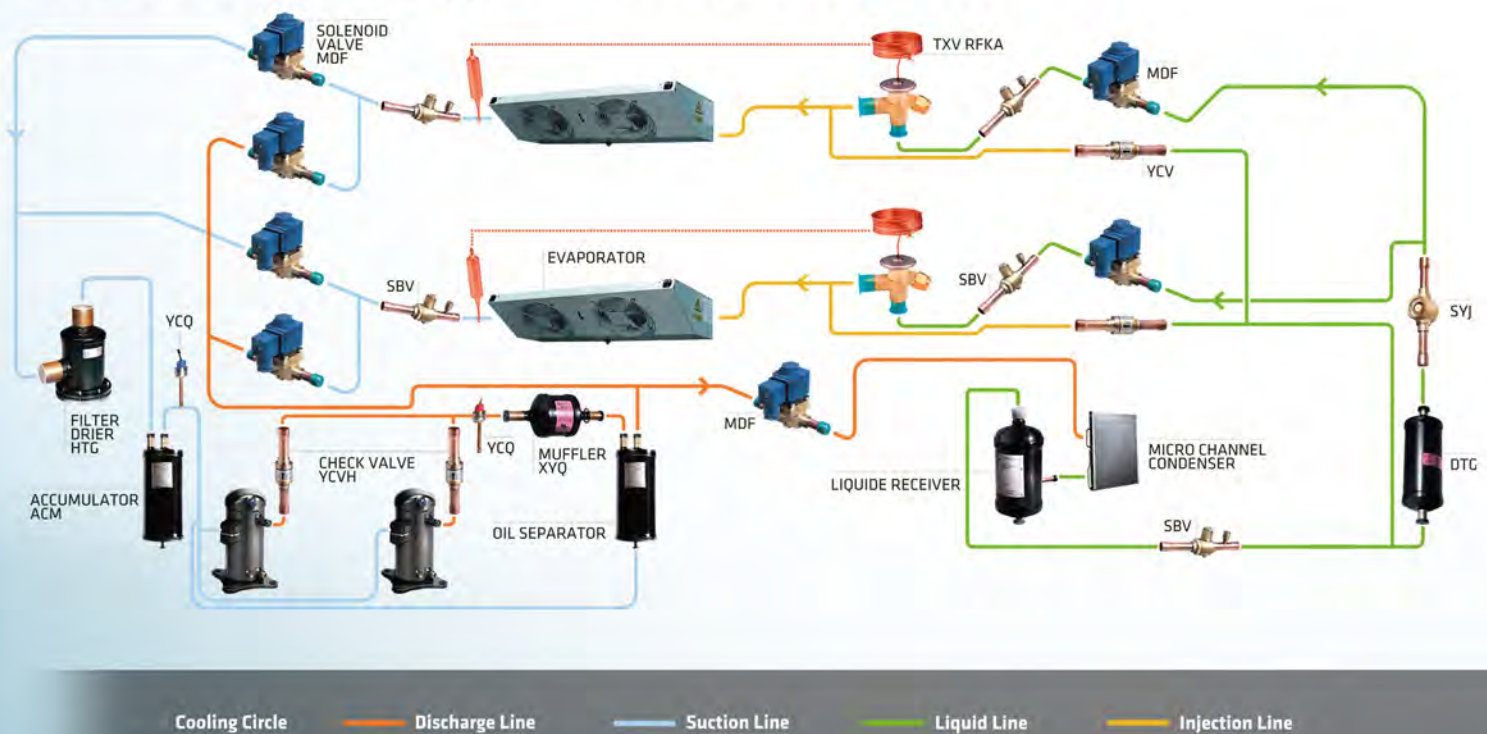 SOLENOID
VALVE
MDF
TXV RFKA
MDF
YCV
EVAPORATOR
SBV
SBV
SYJ
YCQ
FILTER
DRIER
HTG
MDF
YCQ
MUFFLER
XYQ
CHECK VALVE
YCVH
MICRO CHANNEL
CONDENSER
LIQUIDE RECEIVER
DTG
ACCUMULATOR
ACM
OIL SEPARATOR
SBV
Cooling Circle
Discharge Line
Suction Line
Liquid Line
Injection Line